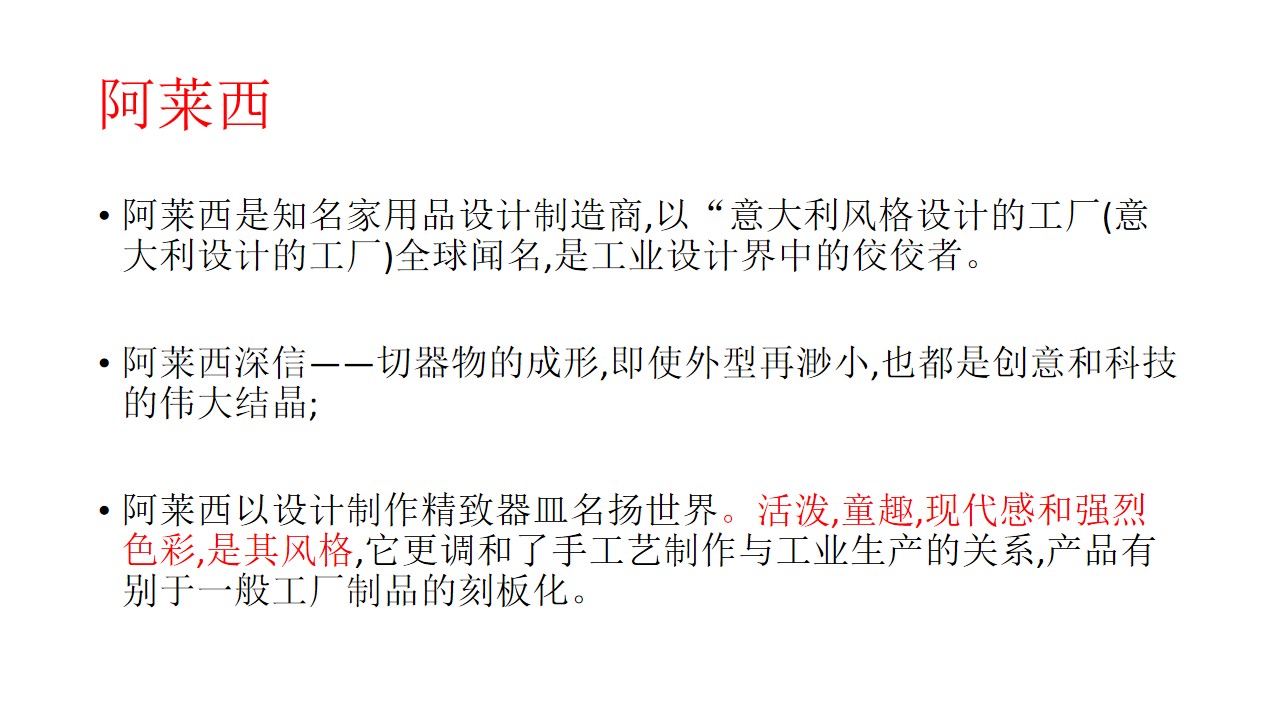 阿莱西
• 阿莱西是知名家用品设计制造商,以“意大利风格设计的工厂(意
大利设计的工厂)全球闻名,是工业设计界中的佼佼者。
• 阿莱西深信——切器物的成形,即使外型再渺小,也都是创意和科技
的伟大结晶;
• 阿莱西以设计制作精致器皿名扬世界。活泼,童趣,现代感和强烈
色彩,是其风格,它更调和了手工艺制作与工业生产的关系,产品有
别于一般工厂制品的刻板化。